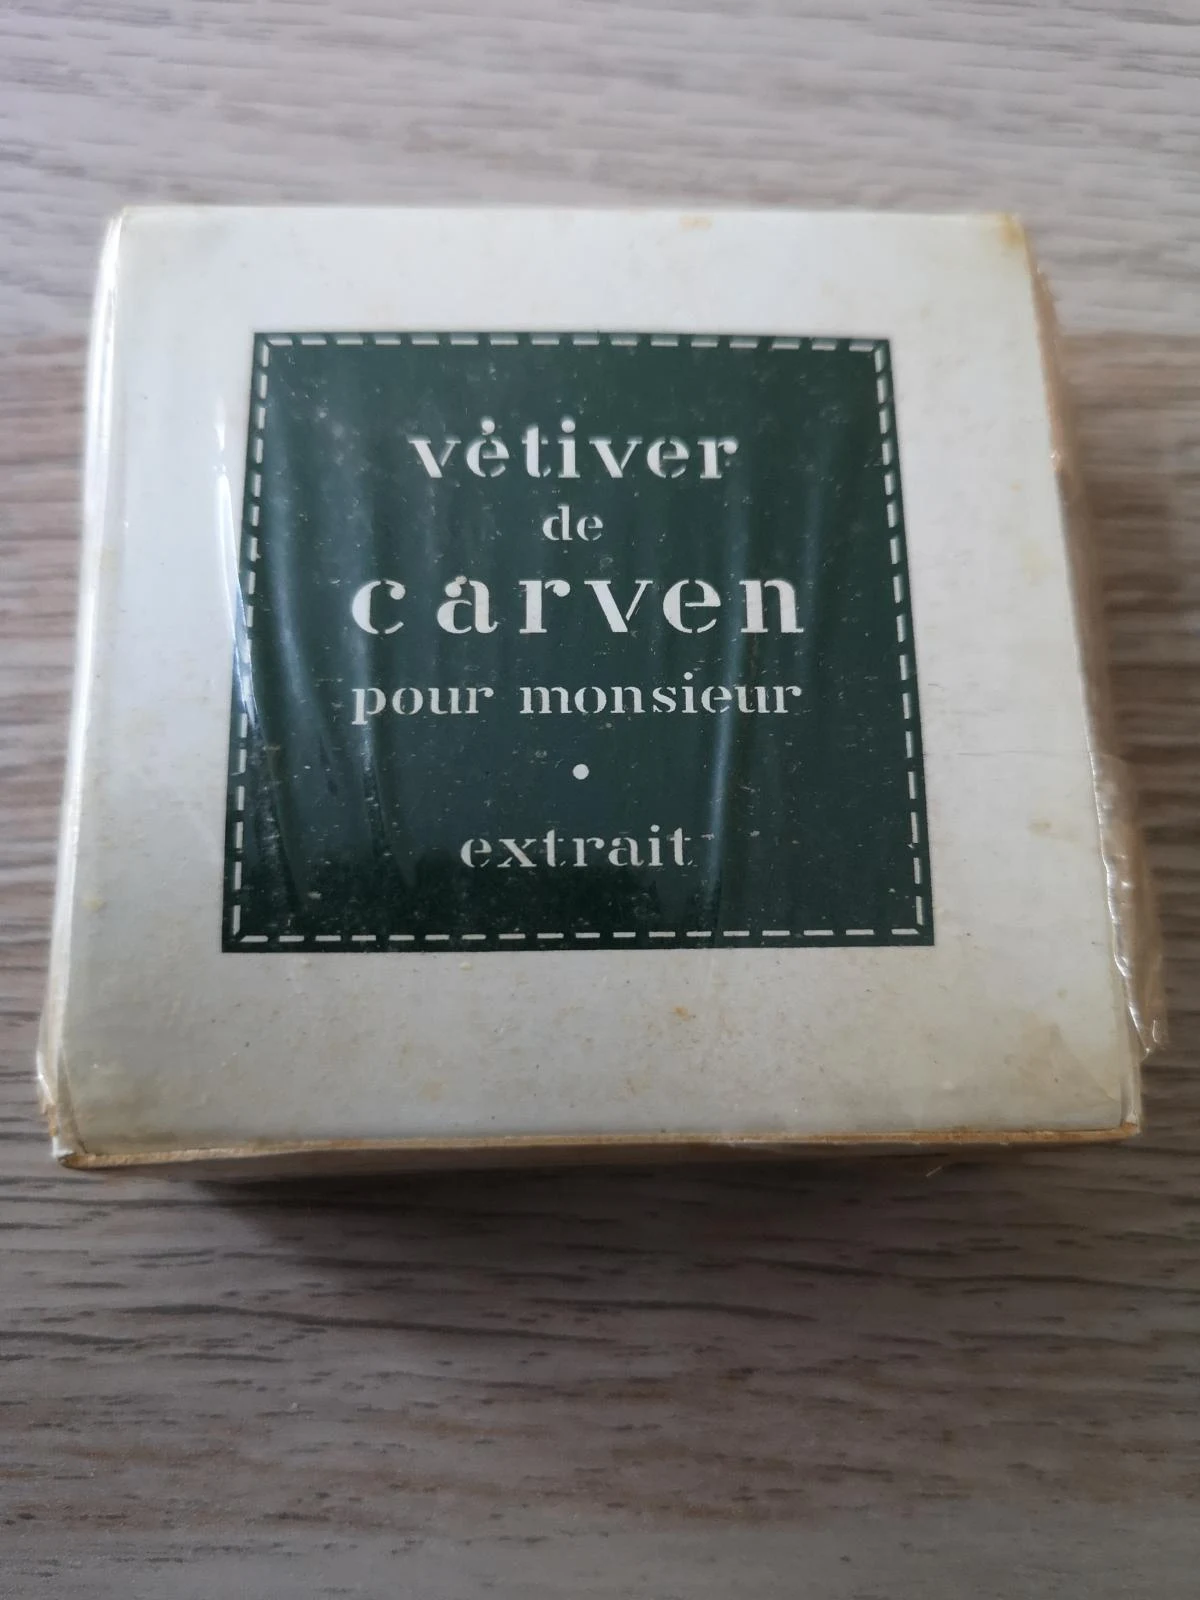 vétiver
de
carven
pour monsieur
•
extrait